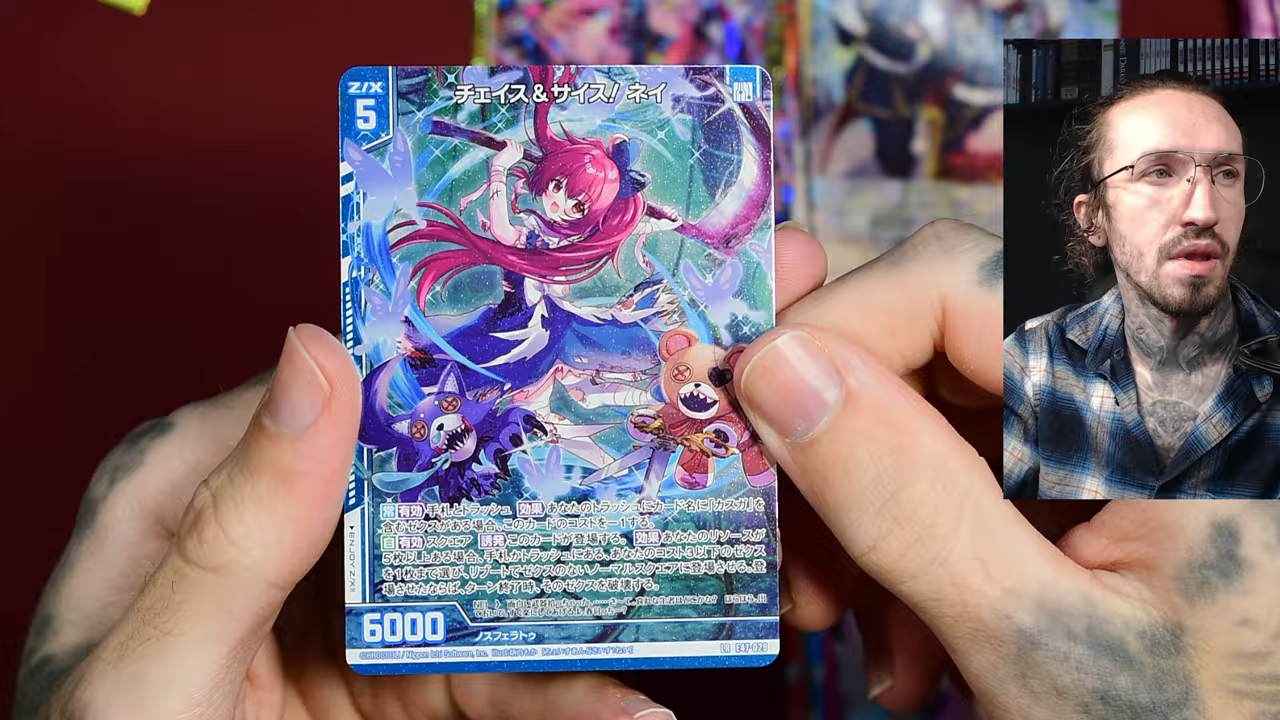 Z/X
5
チェイス&サイス! ネイ
常 有効 手札とトラッシュ 効果 あなたのトラッシュにカード名に「カスガ」を
含むゼクスがある場合、このカードのコストを-1する。
自 有効 スクエア 誘発 このカードが登場する。 効果 あなたのリソースが
5枚以上ある場合、手札かトラッシュにある、あなたのコスト3以下のゼクス
を1枚まで選び、リブートでゼクスのないノーマルスクエアに登場させる。登
場させたならば、ターン終了時、そのゼクスを破壊する。
6000
ノスフェラトゥ
Nippon Ichi Software, Inc.
LR E47-029
ENJOY Z/X!!